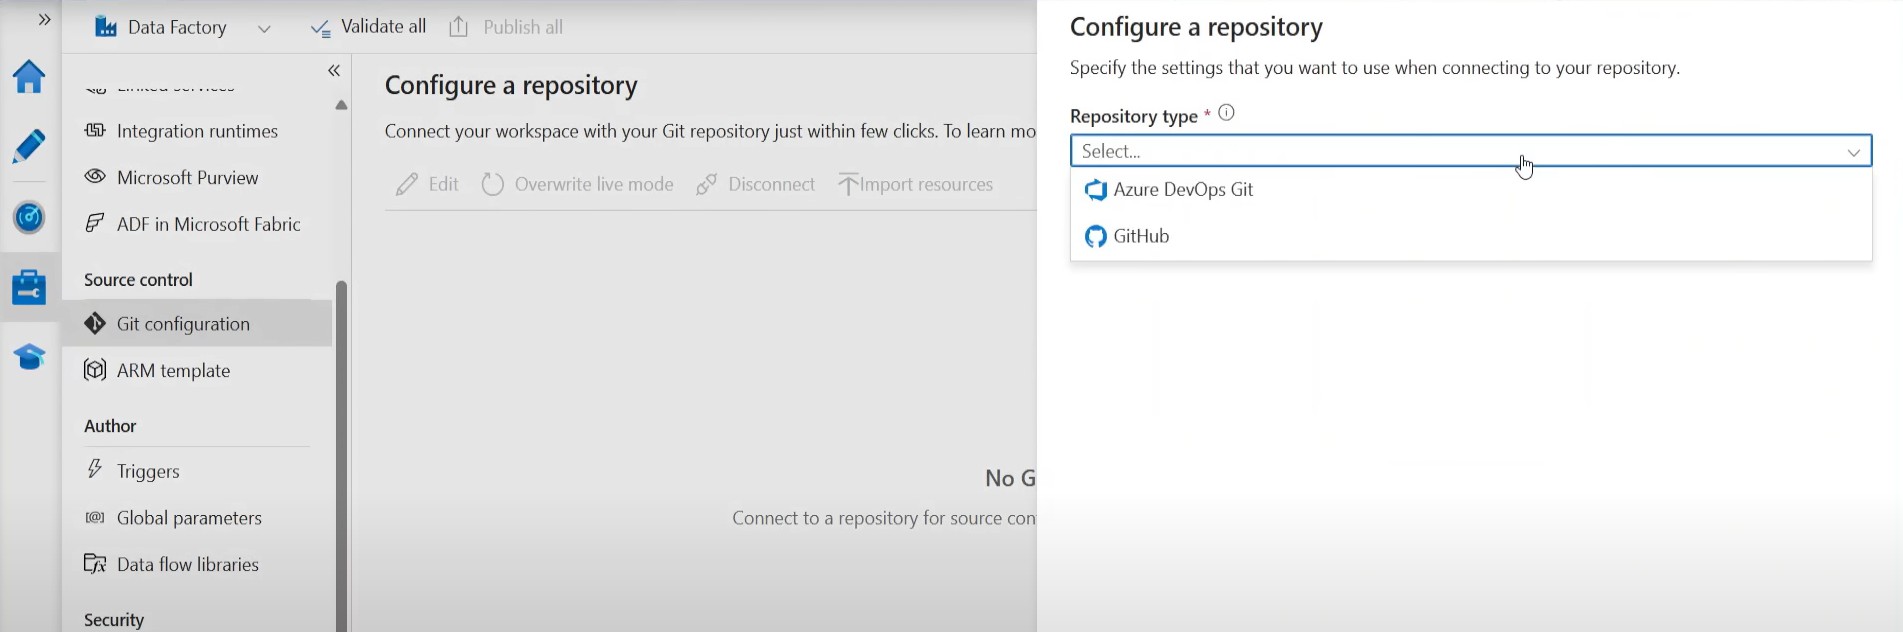 Data Factory
Validate all
Publish all
Linked services
Integration runtimes
Microsoft Purview
ADF in Microsoft Fabric
Source control
Git configuration
ARM template
Author
Triggers
Global parameters
Data flow libraries
Security
Configure a repository
Connect your workspace with your Git repository just within few clicks. To learn mo
Edit
Overwrite live mode
Disconnect
Import resources
No G
Connect to a repository for source con
Configure a repository
Specify the settings that you want to use when connecting to your repository.
Repository type *
Select...
Azure DevOps Git
GitHub